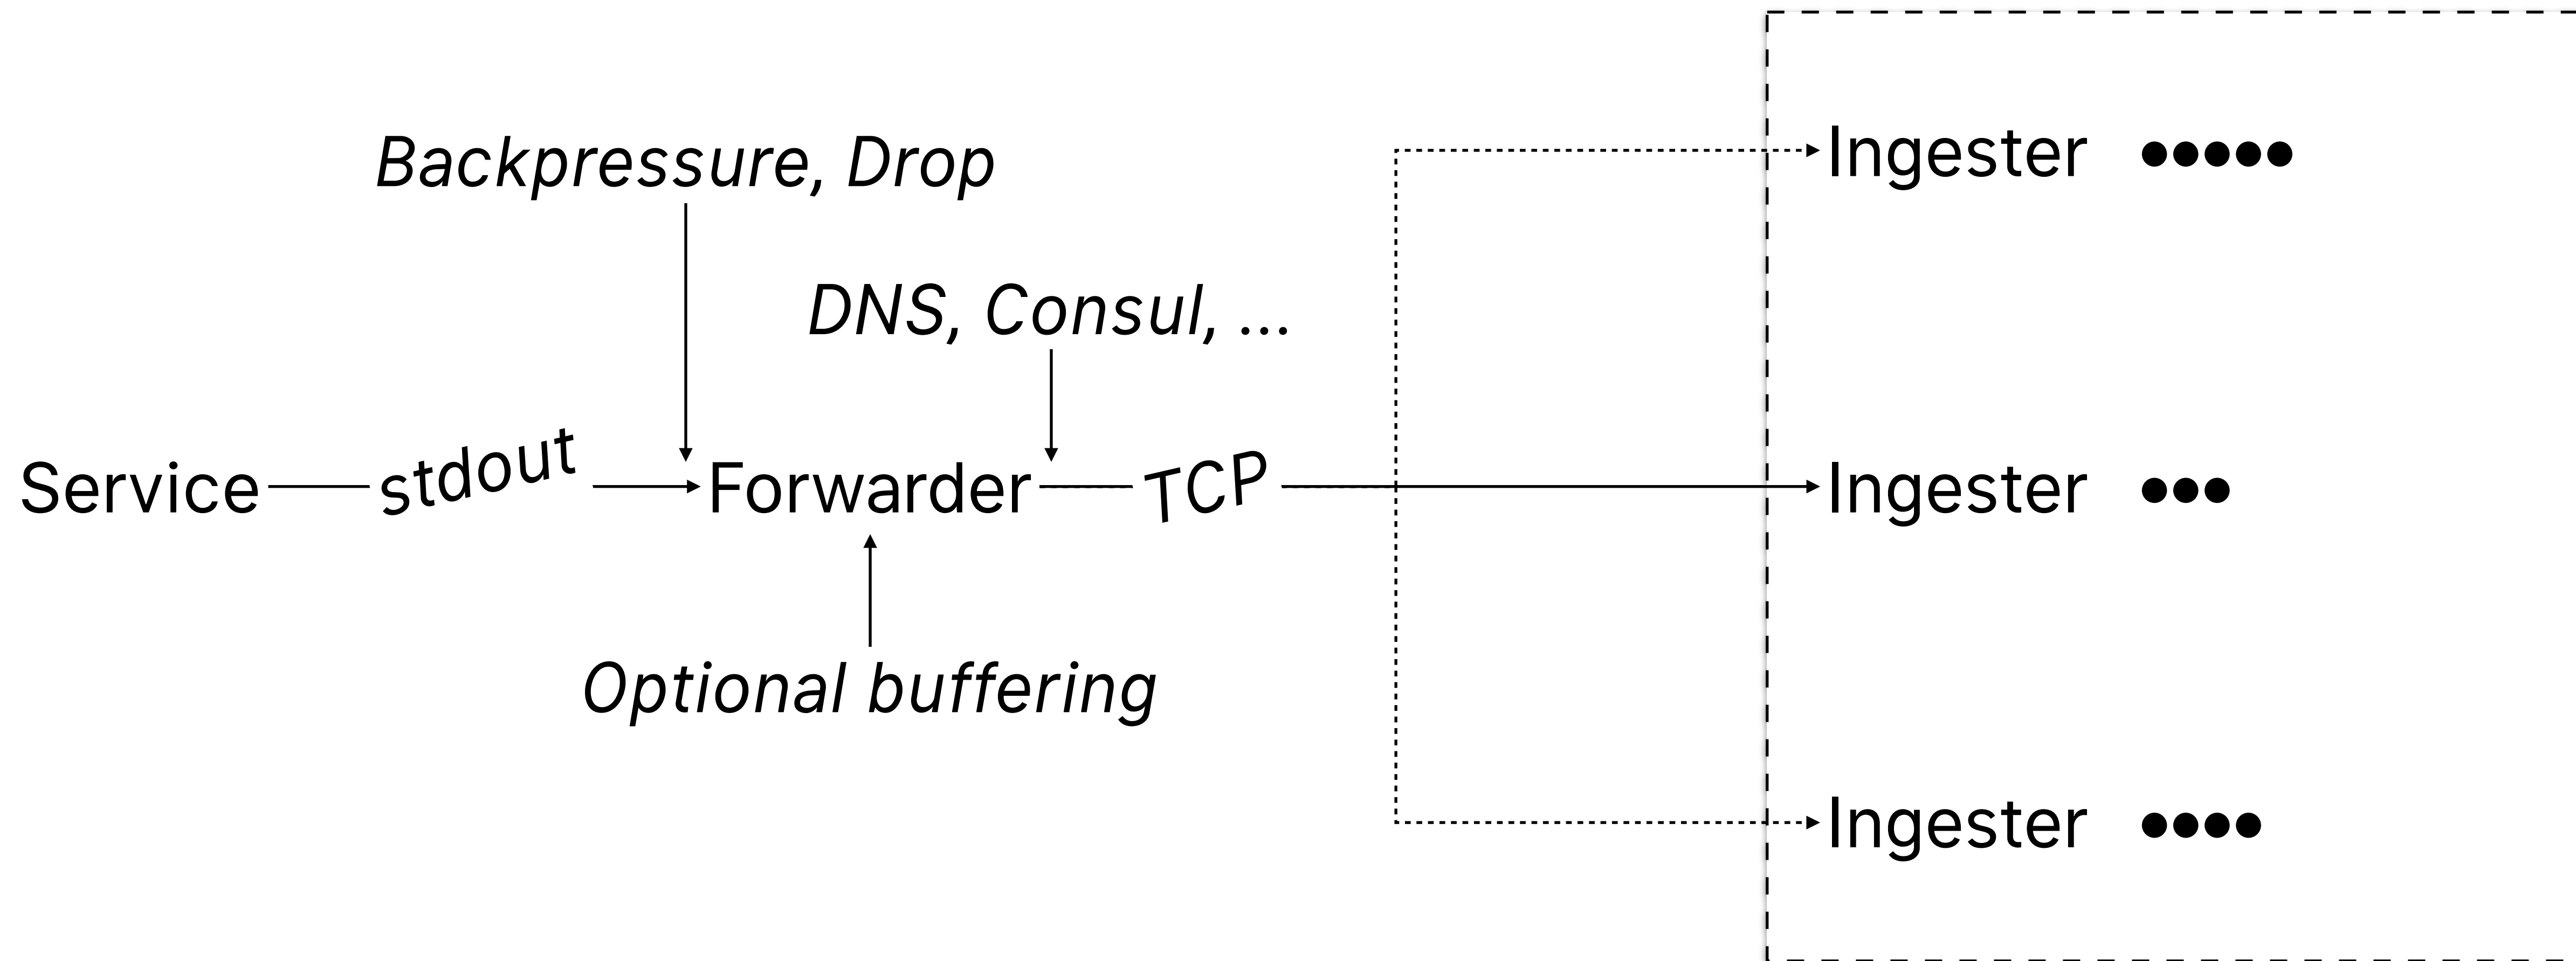 Backpressure, Drop
Ingester
DNS, Consul, ...
Service stdout Forwarder TCP Ingester
Optional buffering
Ingester